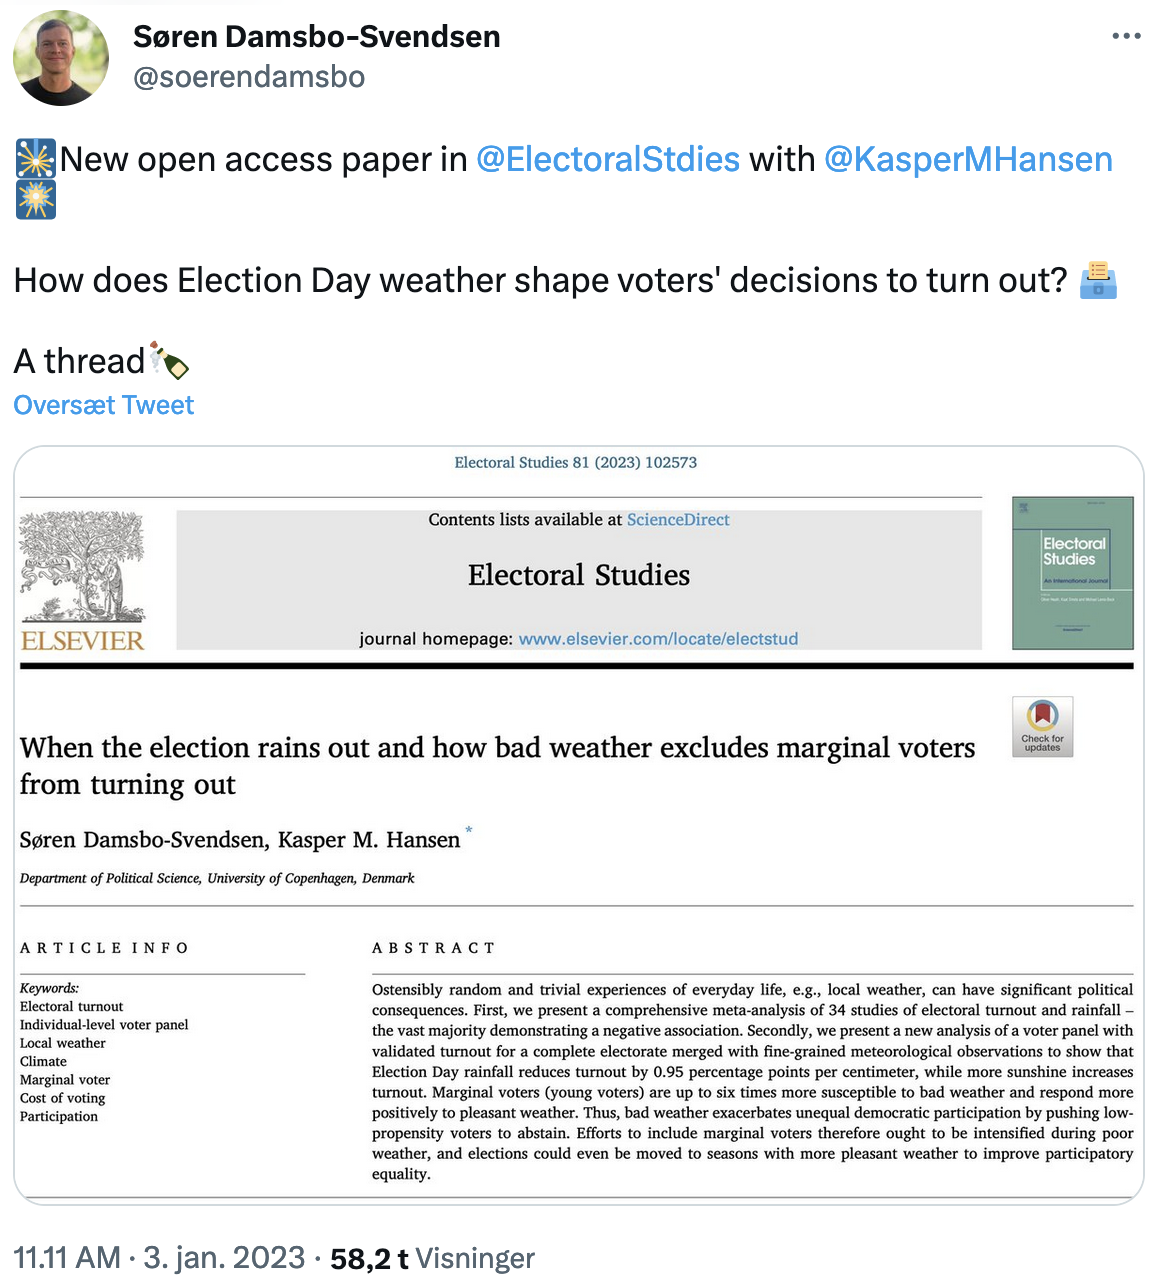 Søren Damsbo-Svendsen
@soerendamsbo
New open access paper in @ElectoralStdies with @KasperMHansen
How does Election Day weather shape voters' decisions to turn out?
A thread
Oversæt Tweet
Electoral Studies 81 (2023) 102573
Contents lists available at ScienceDirect
Electoral Studies
journal homepage: www.elsevier.com/locate/electstud
ELSEVIER
Electoral
Studies
An International Journal
Check for
updates
When the election rains out and how bad weather excludes marginal voters
from turning out
Søren Damsbo-Svendsen, Kasper M. Hansen *
Department of Political Science, University of Copenhagen, Denmark
ARTICLE INFO
Keywords:
Electoral turnout
Individual-level voter panel
Local weather
Climate
Marginal voter
Cost of voting
Participation
ABSTRACT
Ostensibly random and trivial experiences of everyday life, e.g., local weather, can have significant political
consequences. First, we present a comprehensive meta-analysis of 34 studies of electoral turnout and rainfall –
the vast majority demonstrating a negative association. Secondly, we present a new analysis of a voter panel with
validated turnout for a complete electorate merged with fine-grained meteorological observations to show that
Election Day rainfall reduces turnout by 0.95 percentage points per centimeter, while more sunshine increases
turnout. Marginal voters (young voters) are up to six times more susceptible to bad weather and respond more
positively to pleasant weather. Thus, bad weather exacerbates unequal democratic participation by pushing low-
propensity voters to abstain. Efforts to include marginal voters therefore ought to be intensified during poor
weather, and elections could even be moved to seasons with more pleasant weather to improve participatory
equality.
11.11 AM · 3. jan. 2023 · 58,2 t Visninger